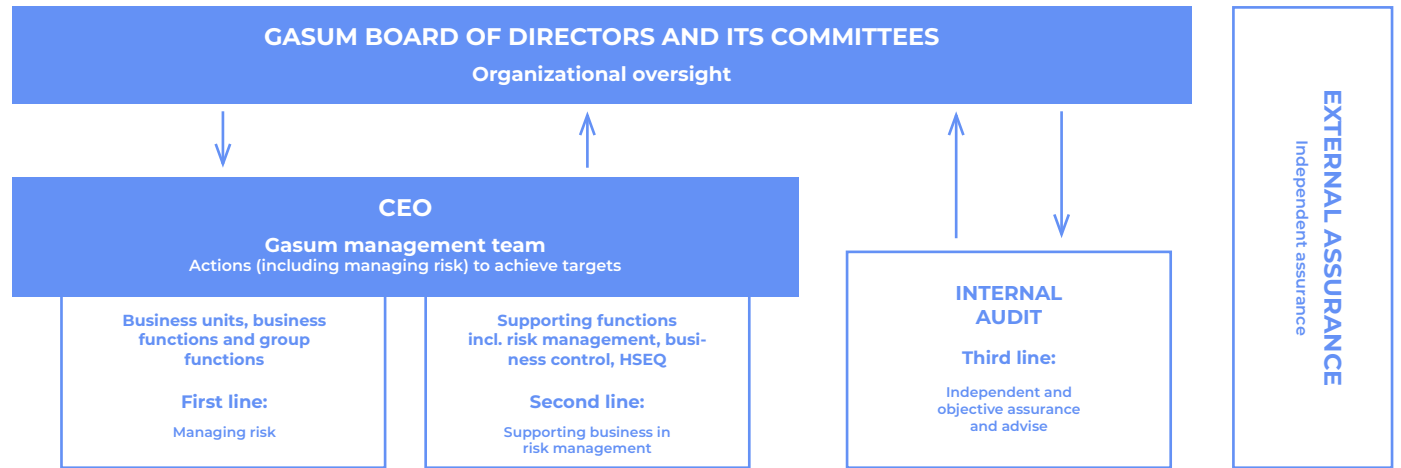 GASUM BOARD OF DIRECTORS AND ITS COMMITTEES
Organizational oversight
CEO
Gasum management team
Actions (including managing risk) to achieve targets
Business units, business
functions and group
functions
First line:
Managing risk
Supporting functions
incl. risk management, busi-
ness control, HSEQ
Second line:
Supporting business in
risk management
INTERNAL
AUDIT
Third line:
Independent and
objective assurance
and advise
EXTERNAL ASSURANCE
Independent assurance